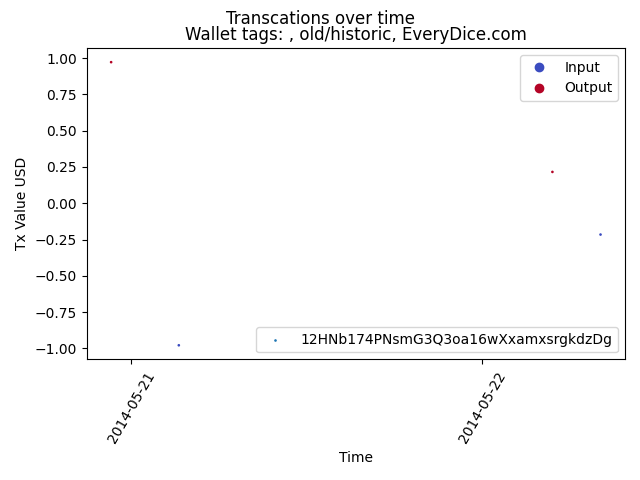 Transcations over time
Wallet tags: , old/historic, EveryDice.com
Input
Output
1.00
0.75
0.50
0.25
0.00
−0.25
−0.50
−0.75
−1.00
Tx Value USD
12HNb174PNsmG3Q3oa16wXxamxsrgkdzDg
2014-05-21
2014-05-22
Time